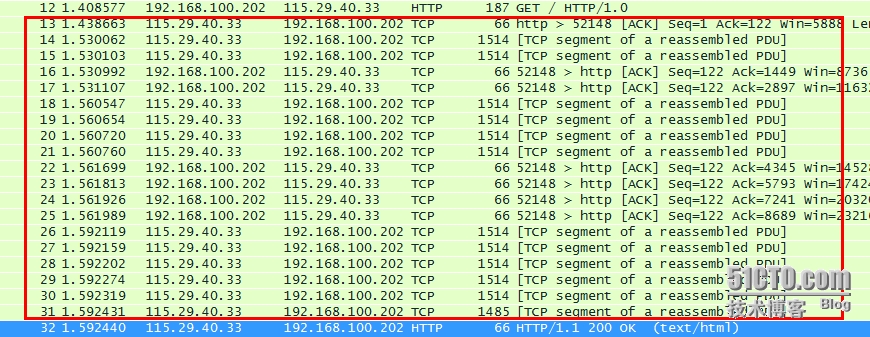 12 1.408577 192.168.100.202 115.29.40.33 HTTP 187 GET / HTTP/1.0
13 1.438663 115.29.40.33 192.168.100.202 TCP 66 http > 52148 [ACK] Seq=1 Ack=122 Win=5888 Len
14 1.530062 115.29.40.33 192.168.100.202 TCP 1514 [TCP segment of a reassembled PDU]
15 1.530103 115.29.40.33 192.168.100.202 TCP 1514 [TCP segment of a reassembled PDU]
16 1.530992 192.168.100.202 115.29.40.33 TCP 66 52148 > http [ACK] Seq=122 Ack=1449 Win=8736
17 1.531107 192.168.100.202 115.29.40.33 TCP 66 52148 > http [ACK] Seq=122 Ack=2897 Win=11632
18 1.560547 115.29.40.33 192.168.100.202 TCP 1514 [TCP segment of a reassembled PDU]
19 1.560654 115.29.40.33 192.168.100.202 TCP 1514 [TCP segment of a reassembled PDU]
20 1.560720 115.29.40.33 192.168.100.202 TCP 1514 [TCP segment of a reassembled PDU]
21 1.560760 115.29.40.33 192.168.100.202 TCP 1514 [TCP segment of a reassembled PDU]
22 1.561699 192.168.100.202 115.29.40.33 TCP 66 52148 > http [ACK] Seq=122 Ack=4345 Win=14528
23 1.561813 192.168.100.202 115.29.40.33 TCP 66 52148 > http [ACK] Seq=122 Ack=5793 Win=17424
24 1.561926 192.168.100.202 115.29.40.33 TCP 66 52148 > http [ACK] Seq=122 Ack=7241 Win=20320
25 1.561989 192.168.100.202 115.29.40.33 TCP 66 52148 > http [ACK] Seq=122 Ack=8689 Win=23216
26 1.592119 115.29.40.33 192.168.100.202 TCP 1514 [TCP segment of a reassembled PDU]
27 1.592159 115.29.40.33 192.168.100.202 TCP 1514 [TCP segment of a reassembled PDU]
28 1.592202 115.29.40.33 192.168.100.202 TCP 1514 [TCP segment of a reassembled PDU]
29 1.592274 115.29.40.33 192.168.100.202 TCP 1514 [TCP segment of a reassembled PDU]
30 1.592319 115.29.40.33 192.168.100.202 TCP 1514 [TCP segment of a reassembled PDU]
31 1.592431 115.29.40.33 192.168.100.202 TCP 1485 [TCP segment of a reassembled PDU]
32 1.592440 115.29.40.33 192.168.100.202 HTTP 66 HTTP/1.1 200 OK (text/html)
51CTO.com
技术博客 Blog